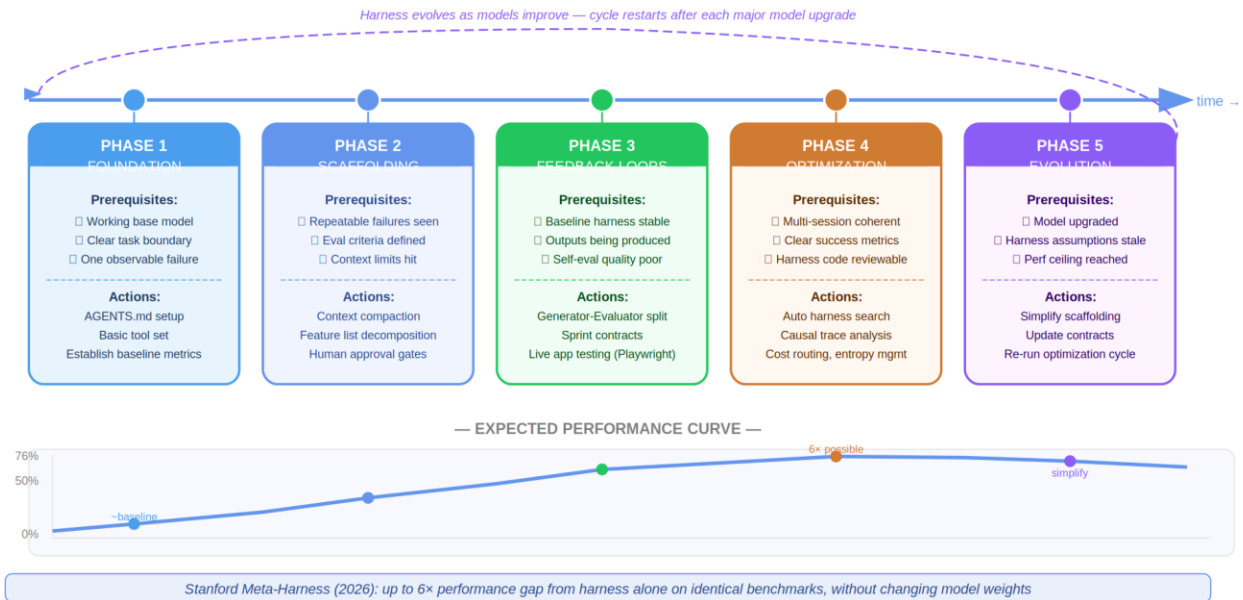 Harness evolves as models improve — cycle restarts after each major model upgrade
time →
PHASE 1
FOUNDATION
Prerequisites:
Working base model
Clear task boundary
One observable failure
Actions:
AGENTS.md setup
Basic tool set
Establish baseline metrics
PHASE 2
SCAFFOLDING
Prerequisites:
Repeatable failures seen
Eval criteria defined
Context limits hit
Actions:
Context compaction
Feature list decomposition
Human approval gates
PHASE 3
FEEDBACK LOOPS
Prerequisites:
Baseline harness stable
Outputs being produced
Self-eval quality poor
Actions:
Generator-Evaluator split
Sprint contracts
Live app testing (Playwright)
PHASE 4
OPTIMIZATION
Prerequisites:
Multi-session coherent
Clear success metrics
Harness code reviewable
Actions:
Auto harness search
Causal trace analysis
Cost routing, entropy mgmt
PHASE 5
EVOLUTION
Prerequisites:
Model upgraded
Harness assumptions stale
Perf ceiling reached
Actions:
Simplify scaffolding
Update contracts
Re-run optimization cycle
— EXPECTED PERFORMANCE CURVE —
76%
50%
0%
~baseline
6× possible
simplify
Stanford Meta-Harness (2026): up to 6× performance gap from harness alone on identical benchmarks, without changing model weights